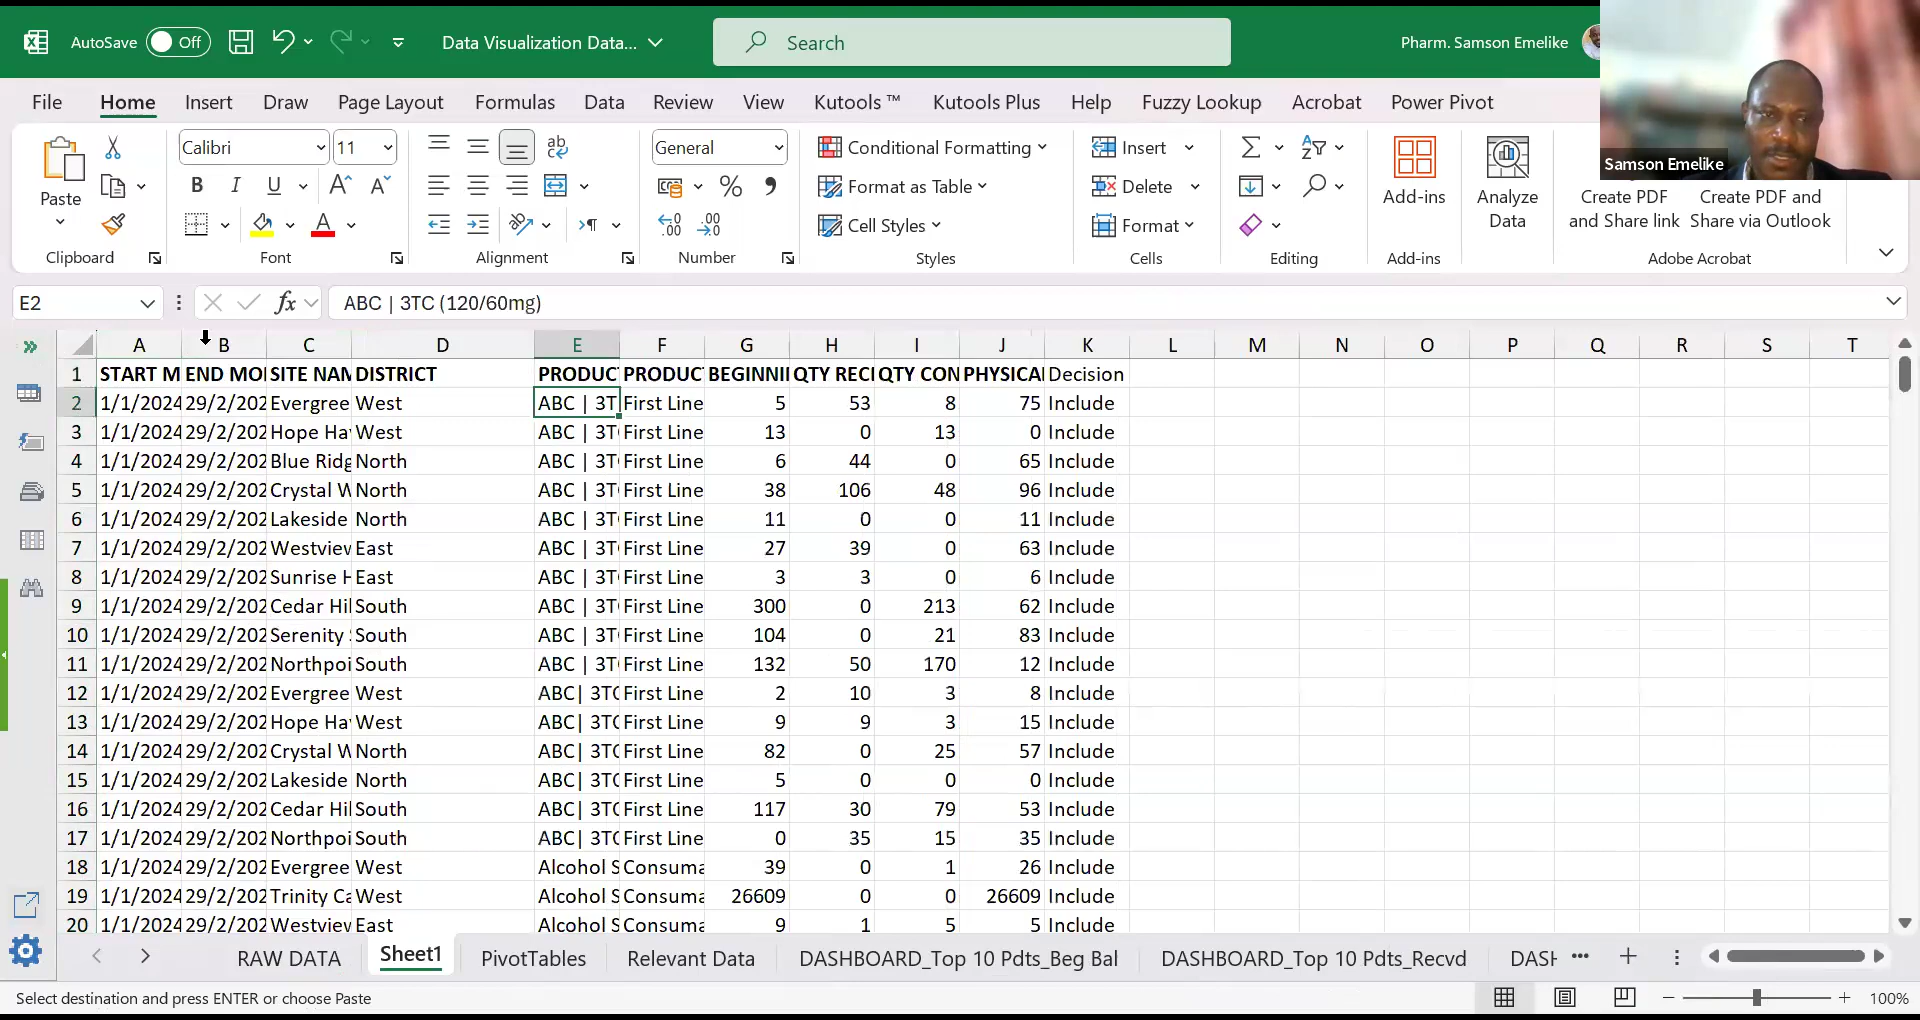 AutoSave Off Data Visualization Data... Search Pharm. Samson Emelike
File Home Insert Draw Page Layout Formulas Data Review View Kutools ™ Kutools Plus Help Fuzzy Lookup Acrobat Power Pivot
Samson Emelike
Paste Calibri 11 General Conditional Formatting Format as Table Cell Styles Insert Delete Format Add-ins Analyze Data Create PDF and Share link Create PDF and Share via Outlook
Clipboard Font Alignment Number Styles Cells Editing Add-ins Adobe Acrobat
E2 fx ABC | 3TC (120/60mg)
A B C D E F G H I J K L M N O P Q R S T
1 START M END MO SITE NAM DISTRICT PRODUC PRODUC BEGINNI QTY RECI QTY CON PHYSICA Decision
2 1/1/2024 29/2/202 Evergree West ABC | 3T First Line 5 53 8 75 Include
3 1/1/2024 29/2/202 Hope Ha West ABC | 3T First Line 13 0 13 0 Include
4 1/1/2024 29/2/202 Blue Ridg North ABC | 3T First Line 6 44 0 65 Include
5 1/1/2024 29/2/202 Crystal W North ABC | 3T First Line 38 106 48 96 Include
6 1/1/2024 29/2/202 Lakeside North ABC | 3T First Line 11 0 0 11 Include
7 1/1/2024 29/2/202 Westview East ABC | 3T First Line 27 39 0 63 Include
8 1/1/2024 29/2/202 Sunrise H East ABC | 3T First Line 3 3 0 6 Include
9 1/1/2024 29/2/202 Cedar Hil South ABC | 3T First Line 300 0 213 62 Include
10 1/1/2024 29/2/202 Serenity South ABC | 3T First Line 104 0 21 83 Include
11 1/1/2024 29/2/202 Northpoi South ABC | 3T First Line 132 50 170 12 Include
12 1/1/2024 29/2/202 Evergree West ABC| 3TC First Line 2 10 3 8 Include
13 1/1/2024 29/2/202 Hope Ha West ABC| 3TC First Line 9 9 3 15 Include
14 1/1/2024 29/2/202 Crystal W North ABC| 3TC First Line 82 0 25 57 Include
15 1/1/2024 29/2/202 Lakeside North ABC| 3TC First Line 5 0 0 0 Include
16 1/1/2024 29/2/202 Cedar Hil South ABC| 3TC First Line 117 30 79 53 Include
17 1/1/2024 29/2/202 Northpoi South ABC| 3TC First Line 0 35 15 35 Include
18 1/1/2024 29/2/202 Evergree West Alcohol S Consuma 39 0 1 26 Include
19 1/1/2024 29/2/202 Trinity Ca West Alcohol S Consuma 26609 0 0 26609 Include
20 1/1/2024 29/2/202 Westview East Alcohol S Consuma 9 1 5 5 Include
RAW DATA Sheet1 PivotTables Relevant Data DASHBOARD_Top 10 Pdts_Beg Bal DASHBOARD_Top 10 Pdts_Recvd DASH
Select destination and press ENTER or choose Paste 100%